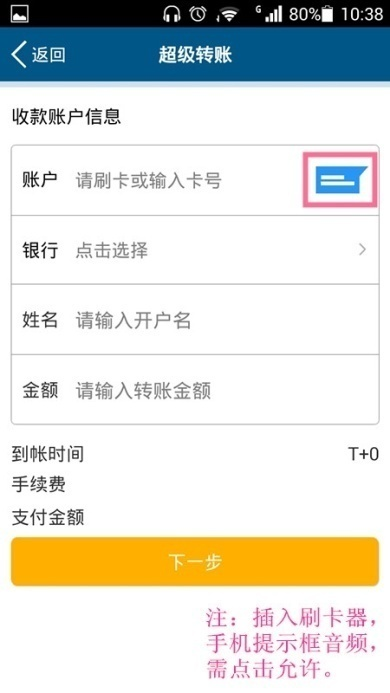 80% 10:38
返回 超级转账
收款账户信息
账户 请刷卡或输入卡号
银行 点击选择
姓名 请输入开户名
金额 请输入转账金额
到帐时间 T+0
手续费
支付金额
下一步
注：插入刷卡器，
手机提示框音频，
需点击允许。